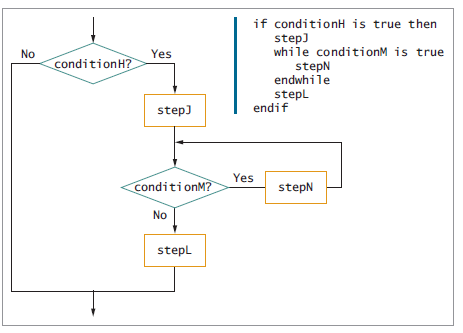 if conditionH is true then
stepJ
while conditionM is true
stepN
endwhile
stepL
endif
No
conditionH?
Yes
stepJ
conditionM?
Yes
stepN
No
stepL